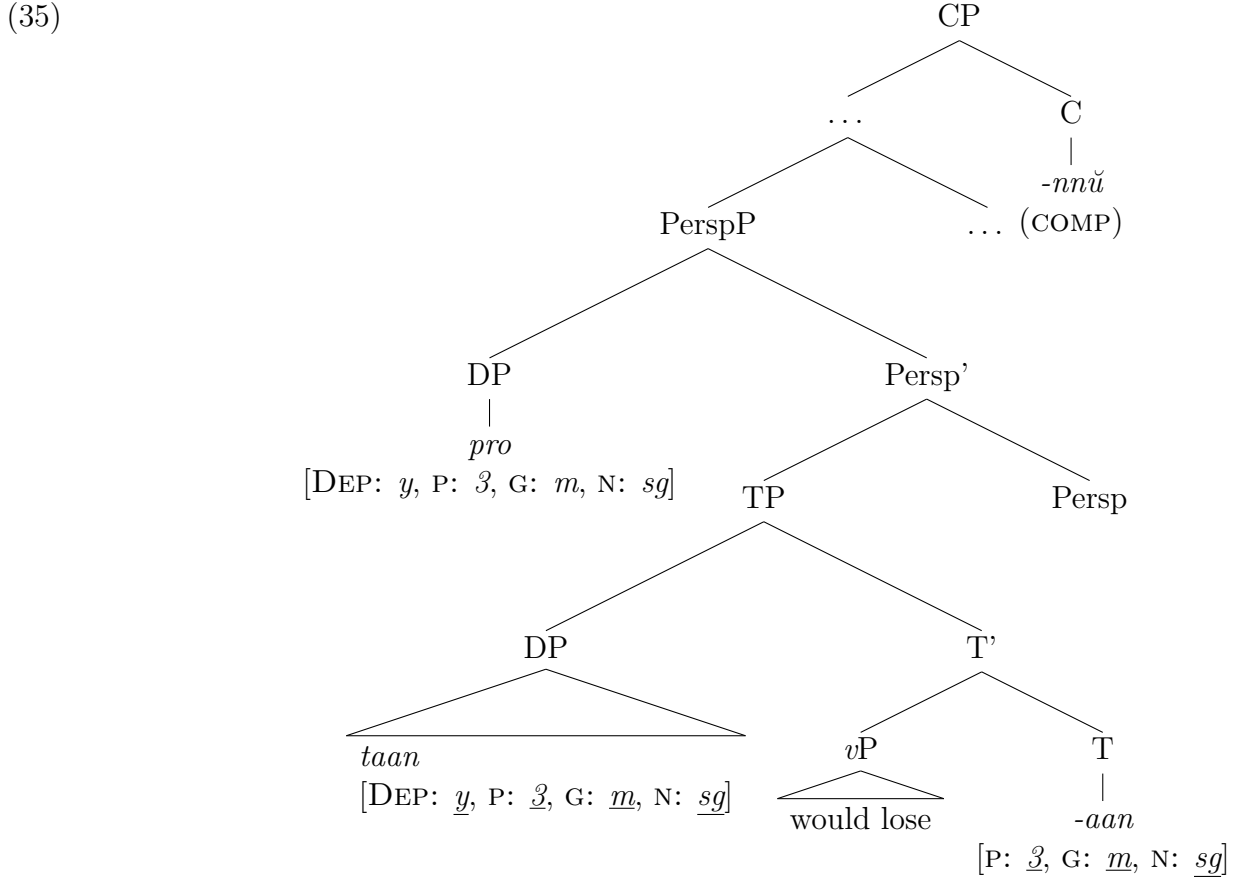 (35)
CP
... C
-nnŭ
PerspP ... (COMP)
DP Persp'
pro
[DEP: y, P: 3, G: m, N: sg] TP Persp
DP T'
taan vP T
[DEP: y, P: 3, G: m, N: sg] would lose -aan
[P: 3, G: m, N: sg]